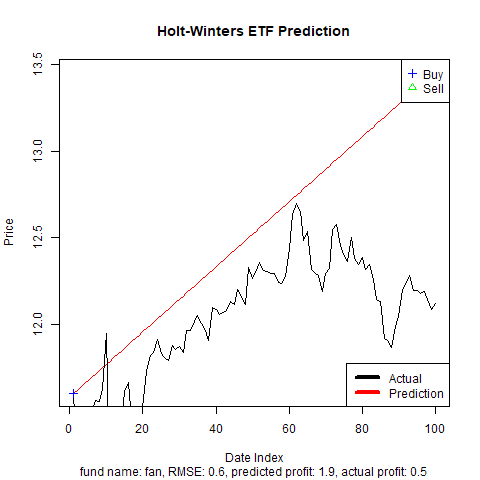 Holt-Winters ETF Prediction
Price
13.5
13.0
12.5
12.0
Buy
Sell
Actual
Prediction
0 20 40 60 80 100
Date Index
fund name: fan, RMSE: 0.6, predicted profit: 1.9, actual profit: 0.5